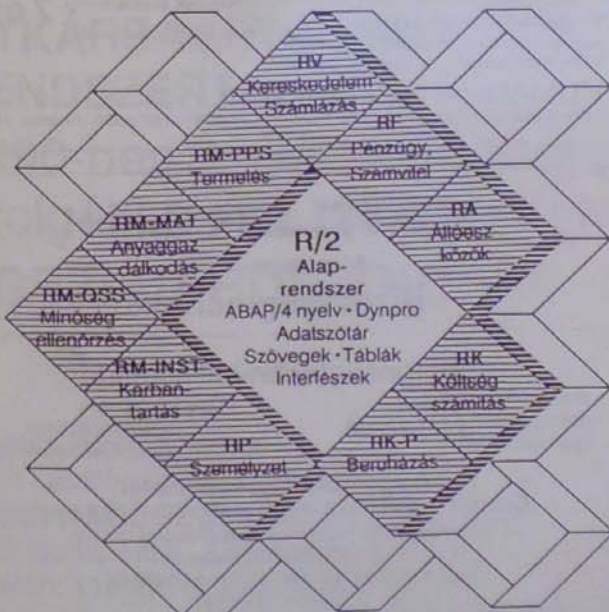 RV
Kereskedelem
Számlázás
RF
Pénzügy,
Számvitel
RM-PPS
Termelés
RA
Állóesz-
közök
RM-MAT
Anyaggaz
dálkodás
R/2
Alap-
rendszer
ABAP/4 nyelv · Dynpro
Adatszótár
Szövegek · Táblák
Interfészek
RM-QSS
Minőség
ellenőrzés
RM-INST
Karban-
tartás
RK
Költség
számítás
RP
Személyzet
RK-P
Beruházás